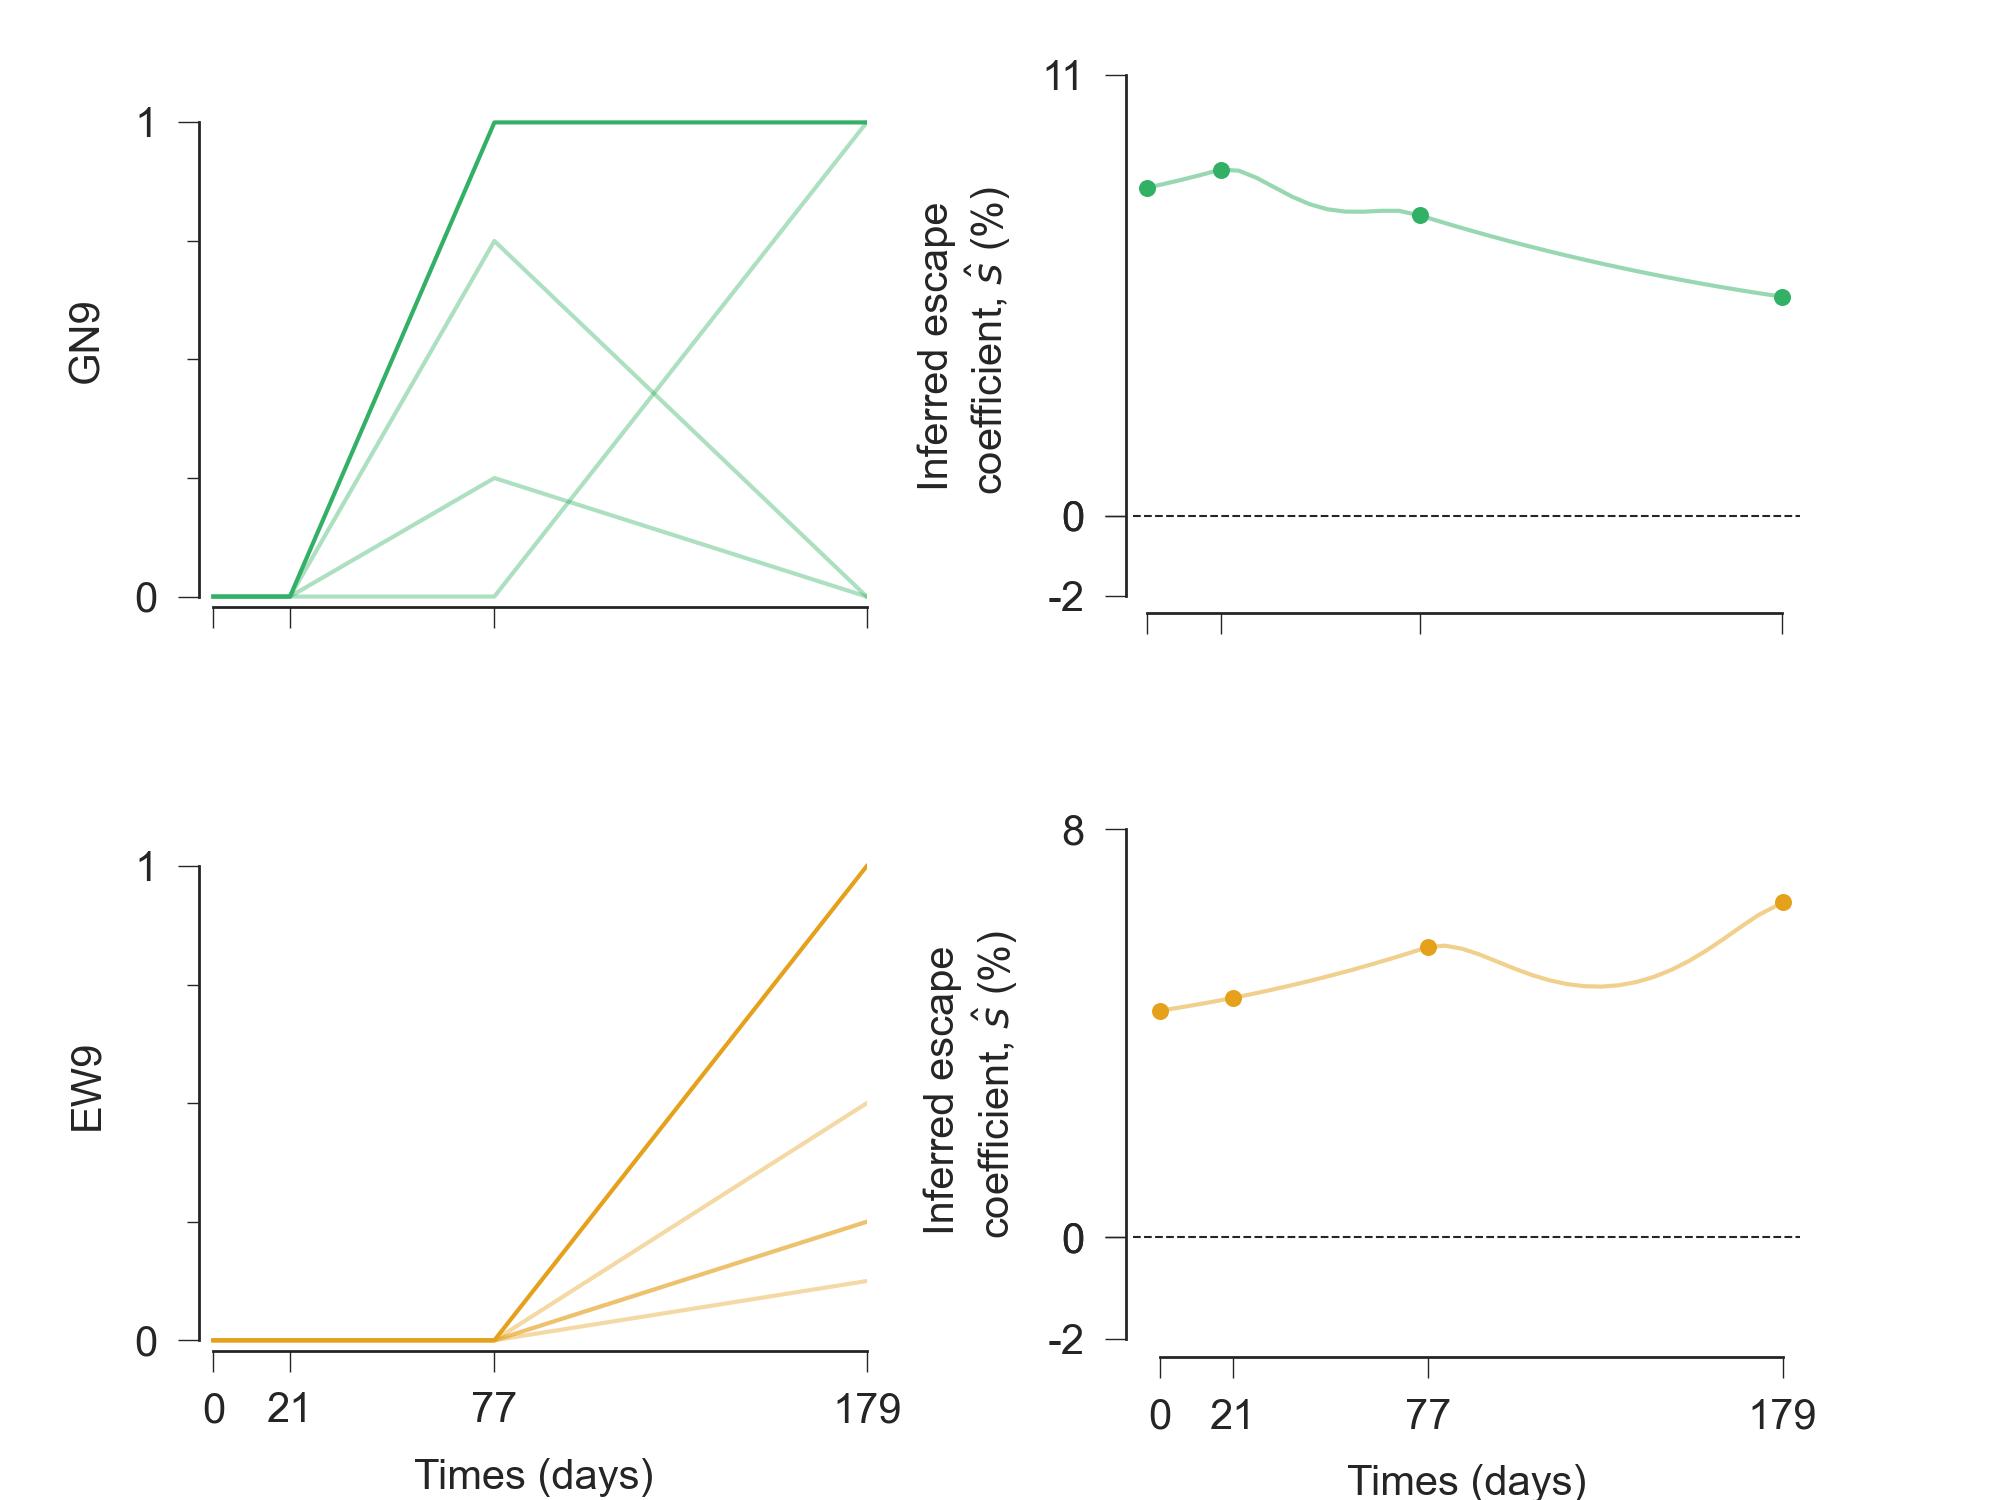 GN9
1
0
Inferred escape
coefficient, ŝ (%)
11
0
-2
EW9
1
0
0 21 77 179
Times (days)
Inferred escape
coefficient, ŝ (%)
8
0
-2
0 21 77 179
Times (days)